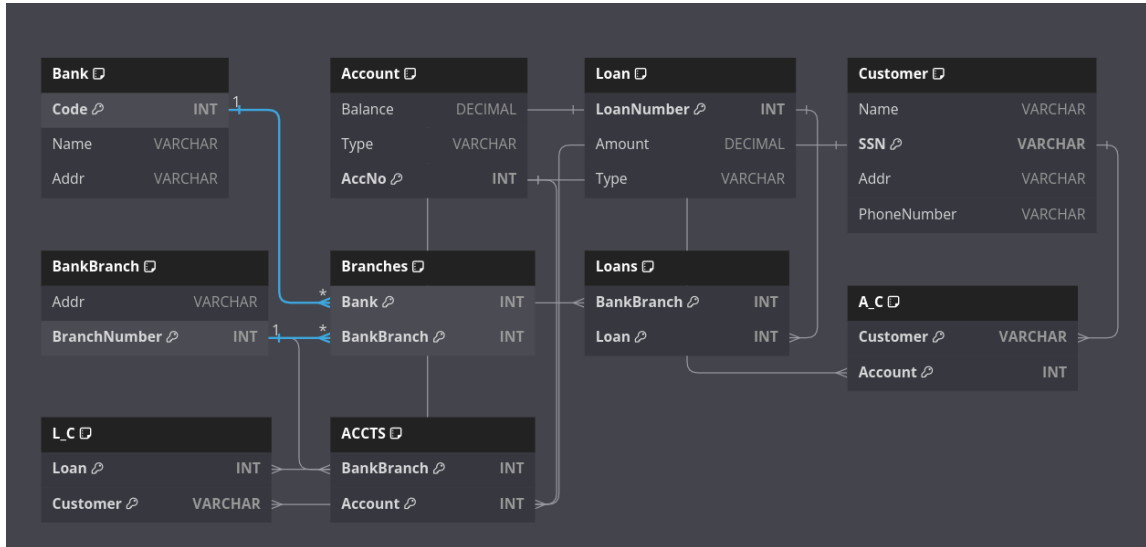 Bank
Code INT
Name VARCHAR
Addr VARCHAR
Account
Balance DECIMAL
Type VARCHAR
AccNo INT
Loan
LoanNumber INT
Amount DECIMAL
Type VARCHAR
Customer
Name VARCHAR
SSN VARCHAR
Addr VARCHAR
PhoneNumber VARCHAR
1
BankBranch
Addr VARCHAR
BranchNumber INT
1
*
*
Branches
Bank INT
BankBranch INT
Loans
BankBranch INT
Loan INT
A_C
Customer VARCHAR
Account INT
L_C
Loan INT
Customer VARCHAR
ACCTS
BankBranch INT
Account INT